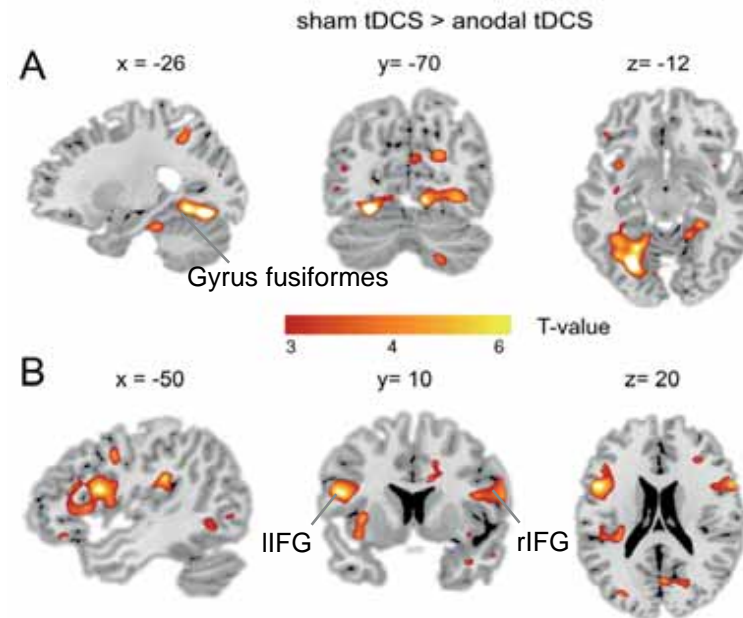 sham tDCS > anodal tDCS
A
x = -26
y= -70
z= -12
Gyrus fusiformes
T-value
3
4
6
B
x = -50
y= 10
z= 20
lIFG
rIFG